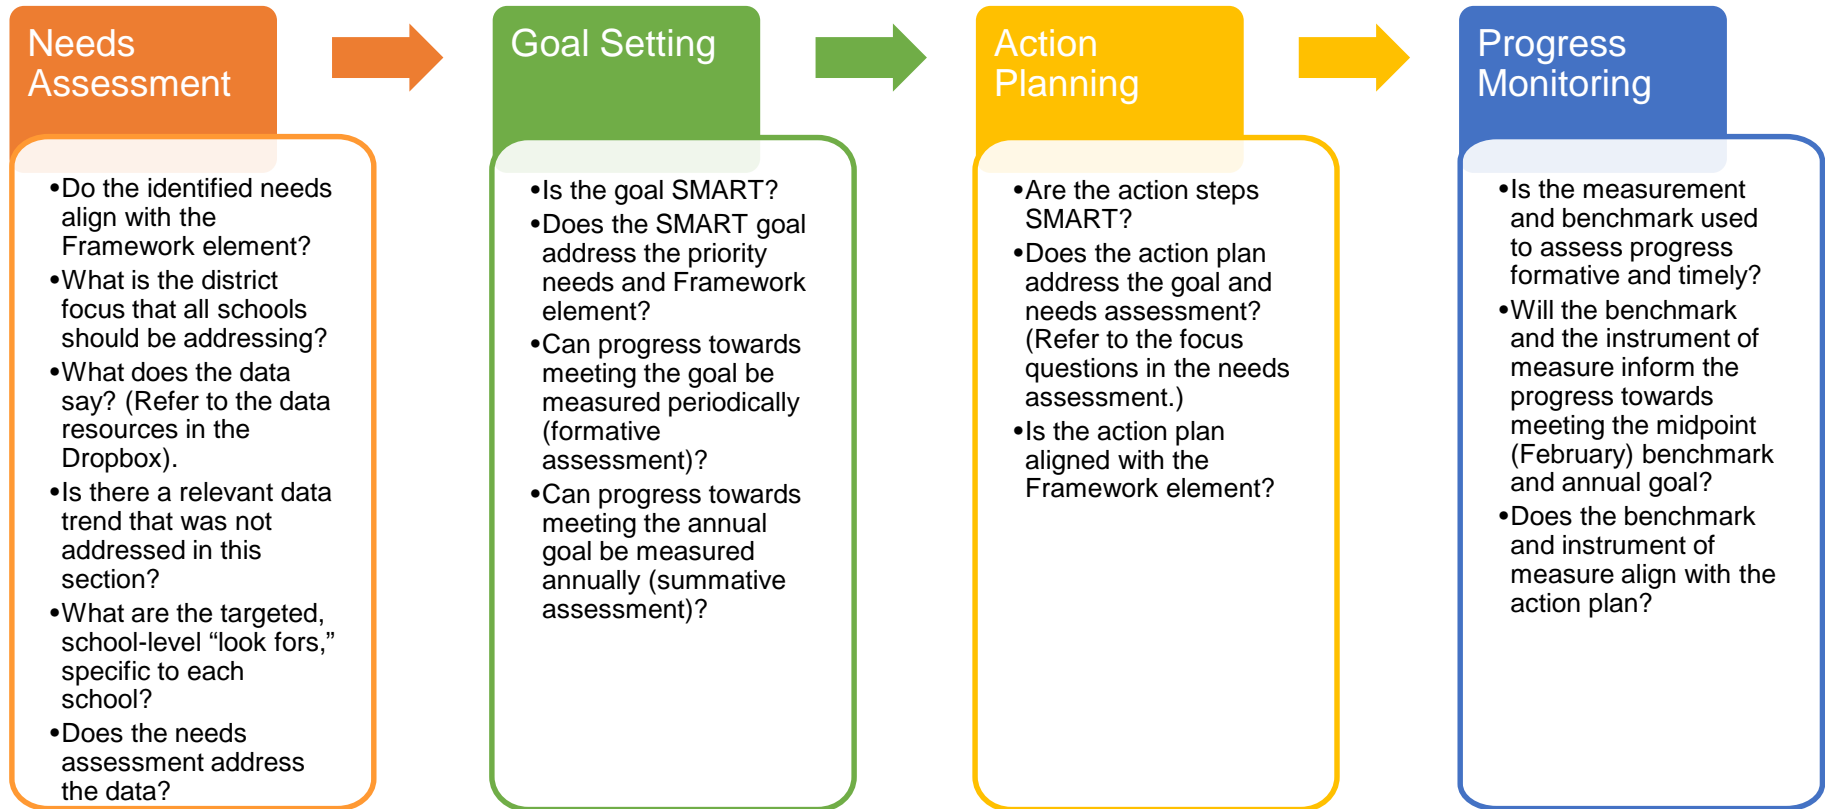 Needs
Assessment
•Do the identified needs
align with the
Framework element?
•What is the district
focus that all schools
should be addressing?
•What does the data
say? (Refer to the data
resources in the
Dropbox).
•Is there a relevant data
trend that was not
addressed in this
section?
•What are the targeted,
school-level “look fors,”
specific to each
school?
•Does the needs
assessment address
the data?
Goal Setting
•Is the goal SMART?
•Does the SMART goal
address the priority
needs and Framework
element?
•Can progress towards
meeting the goal be
measured periodically
(formative
assessment)?
•Can progress towards
meeting the annual
goal be measured
annually (summative
assessment)?
Action
Planning
•Are the action steps
SMART?
•Does the action plan
address the goal and
needs assessment?
(Refer to the focus
questions in the needs
assessment.)
•Is the action plan
aligned with the
Framework element?
Progress
Monitoring
•Is the measurement
and benchmark used
to assess progress
formative and timely?
•Will the benchmark
and the instrument of
measure inform the
progress towards
meeting the midpoint
(February) benchmark
and annual goal?
•Does the benchmark
and instrument of
measure align with the
action plan?